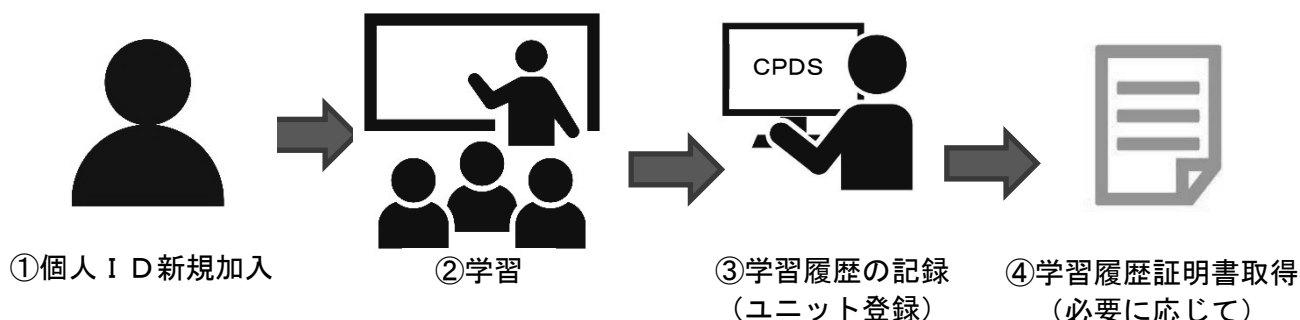 CPDS
①個人ＩＤ新規加入
②学習
③学習履歴の記録
（ユニット登録）
④学習履歴証明書取得
（必要に応じて）